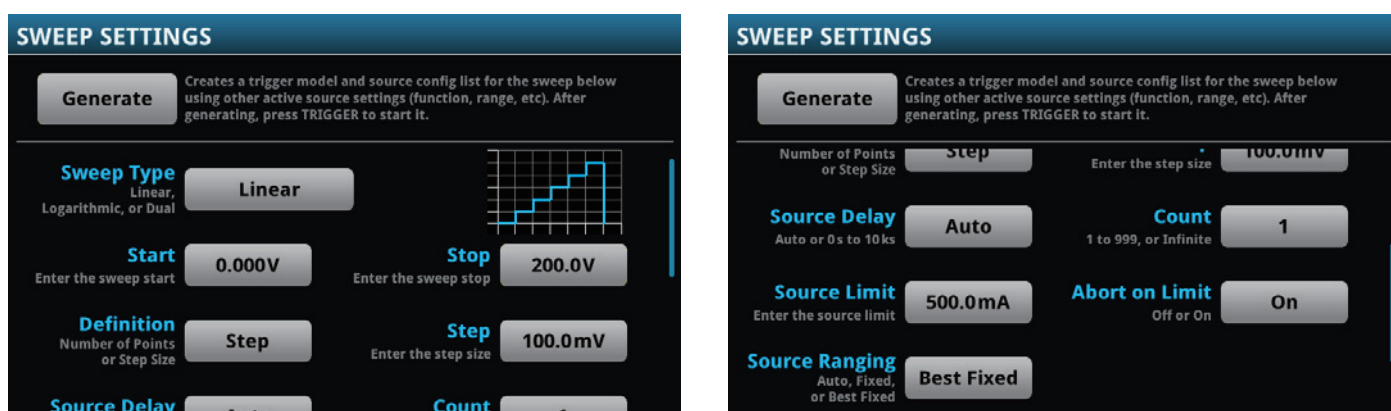 SWEEP SETTINGS
Generate
Creates a trigger model and source config list for the sweep below
using other active source settings (function, range, etc). After
generating, press TRIGGER to start it.
Sweep Type
Linear,
Logarithmic, or Dual
Linear
Start
Enter the sweep start
0.000V
Stop
Enter the sweep stop
200.0V
Definition
Number of Points
or Step Size
Step
Step
Enter the step size
100.0mV
Source Delay
Count
SWEEP SETTINGS
Generate
Creates a trigger model and source config list for the sweep below
using other active source settings (function, range, etc). After
generating, press TRIGGER to start it.
Number of Points
or Step Size
Step
Enter the step size
100.0mV
Source Delay
Auto or 0s to 10ks
Auto
Count
1 to 999, or Infinite
1
Source Limit
Enter the source limit
500.0mA
Abort on Limit
Off or On
On
Source Ranging
Auto, Fixed,
or Best Fixed
Best Fixed